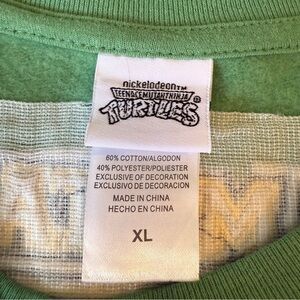 nickelodeon™
TEENAGE MUTANT NINJA
TURTLES®
60% COTTON/ALGODON
40% POLYESTER/POLIESTER
EXCLUSIVE OF DECORATION
EXCLUSIVO DE DECORACION
MADE IN CHINA
HECHO EN CHINA
XL